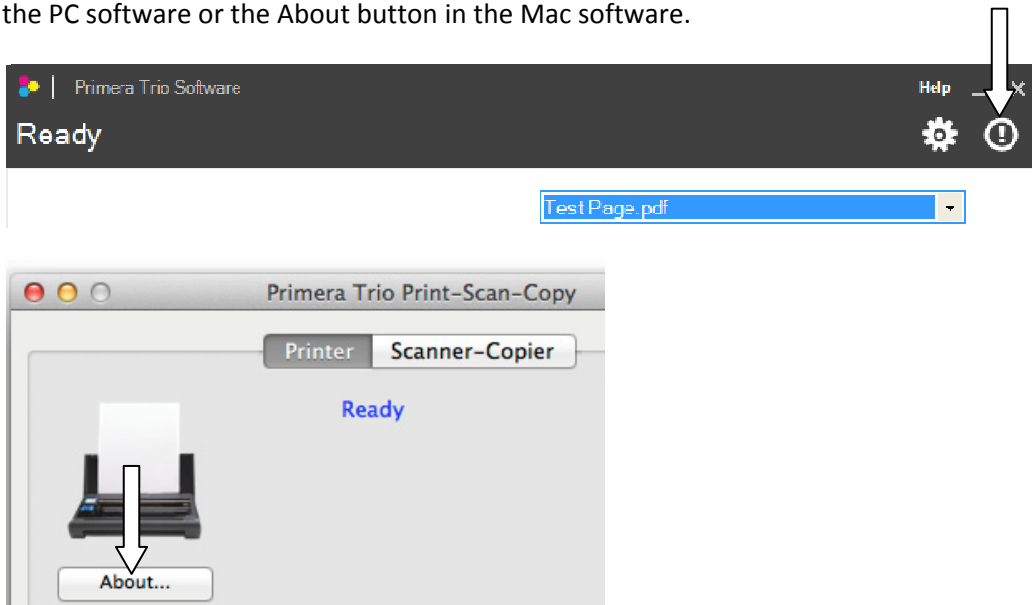 the PC software or the About button in the Mac software.
Primera Trio Software
Help
Ready
Test Page.pdf
Primera Trio Print-Scan-Copy
Printer Scanner-Copier
Ready
About...